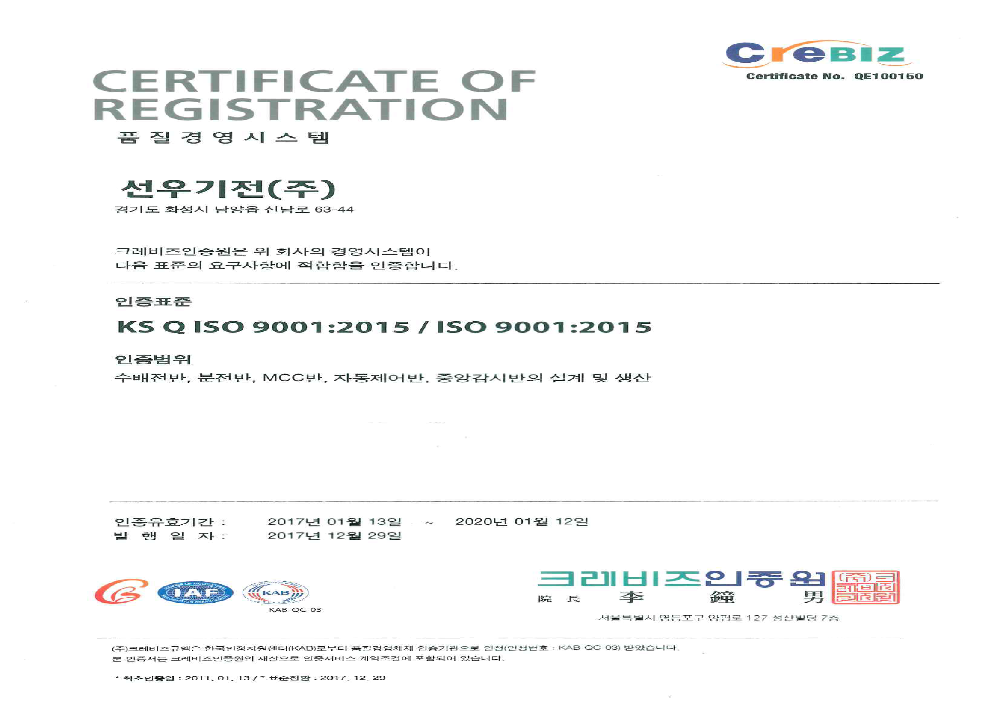 CreBIZ
Certificate No. QE100150
CERTIFICATE OF
REGISTRATION
품질경영시스템
선우기전(주)
경기도 화성시 남양읍 신남로 63-44
크레비즈인증원은 위 회사의 경영시스템이
다음 표준의 요구사항에 적합함을 인증합니다.
인증표준
KS Q ISO 9001:2015 / ISO 9001:2015
인증범위
수배전반, 분전반, MCC반, 자동제어반, 중앙감시반의 설계 및 생산
인증유효기간 : 2017년 01월 13일 ~ 2020년 01월 12일
발 행 일 자 : 2017년 12월 29일
MEMBER OF MULTILATERAL
IAF
RECOGNITION ARRANGEMENT
Korea Accreditation Board
KAB
KAB-QC-03
크레비즈인증원
院 長 李 鐘 男
서울특별시 영등포구 양평로 127 성산빌딩 7층
(주)크레비즈큐엠은 한국인정지원센터(KAB)로부터 품질경영체제 인증기관으로 인정(인정번호 : KAB-QC-03) 받았습니다.
본 인증서는 크레비즈인증원의 재산으로 인증서비스 계약조건에 포함되어 있습니다.
* 최초인증일 : 2011. 01. 13 / * 표준전환 : 2017. 12. 29